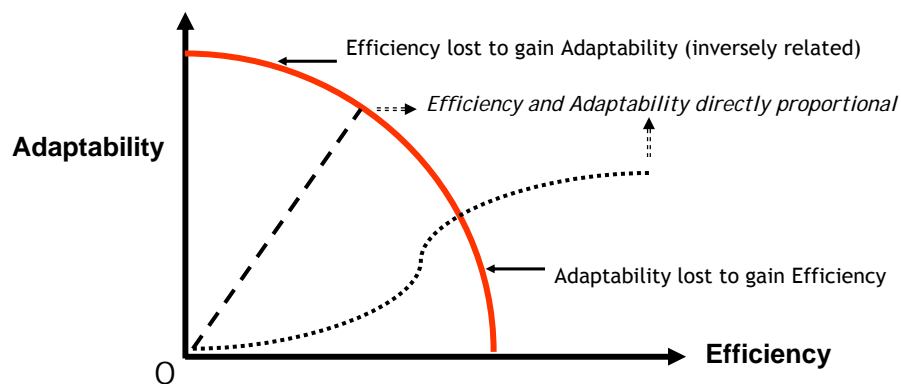 Efficiency lost to gain Adaptability (inversely related)
Efficiency and Adaptability directly proportional
Adaptability
Adaptability lost to gain Efficiency
Efficiency
O